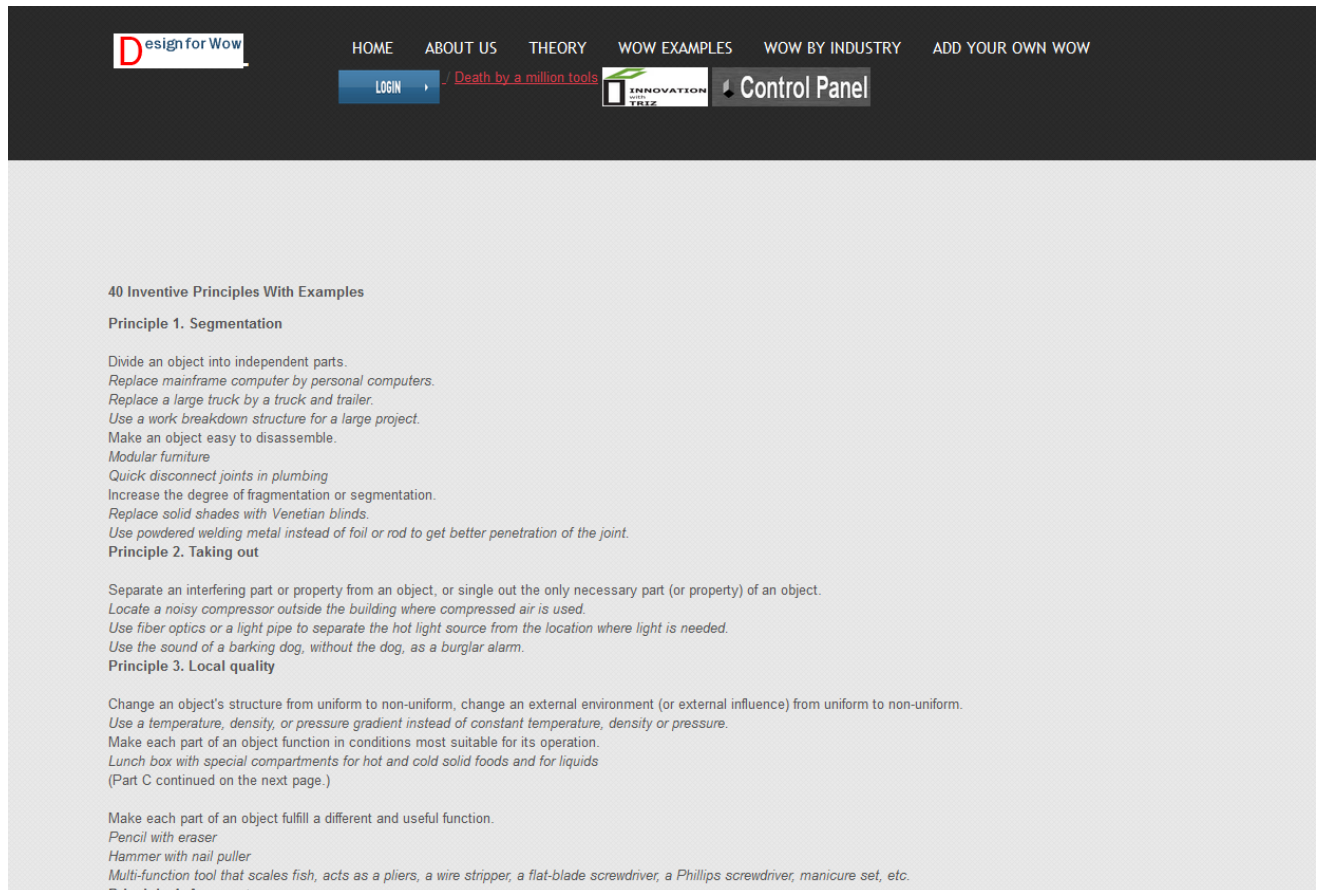 Design for Wow
HOME ABOUT US THEORY WOW EXAMPLES WOW BY INDUSTRY ADD YOUR OWN WOW
LOGIN / Death by a million tools INNOVATION with TRIZ Control Panel
40 Inventive Principles With Examples
Principle 1. Segmentation
Divide an object into independent parts.
Replace mainframe computer by personal computers.
Replace a large truck by a truck and trailer.
Use a work breakdown structure for a large project.
Make an object easy to disassemble.
Modular furniture
Quick disconnect joints in plumbing
Increase the degree of fragmentation or segmentation.
Replace solid shades with Venetian blinds.
Use powdered welding metal instead of foil or rod to get better penetration of the joint.
Principle 2. Taking out
Separate an interfering part or property from an object, or single out the only necessary part (or property) of an object.
Locate a noisy compressor outside the building where compressed air is used.
Use fiber optics or a light pipe to separate the hot light source from the location where light is needed.
Use the sound of a barking dog, without the dog, as a burglar alarm.
Principle 3. Local quality
Change an object's structure from uniform to non-uniform, change an external environment (or external influence) from uniform to non-uniform.
Use a temperature, density, or pressure gradient instead of constant temperature, density or pressure.
Make each part of an object function in conditions most suitable for its operation.
Lunch box with special compartments for hot and cold solid foods and for liquids
(Part C continued on the next page.)
Make each part of an object fulfill a different and useful function.
Pencil with eraser
Hammer with nail puller
Multi-function tool that scales fish, acts as a pliers, a wire stripper, a flat-blade screwdriver, a Phillips screwdriver, manicure set, etc.